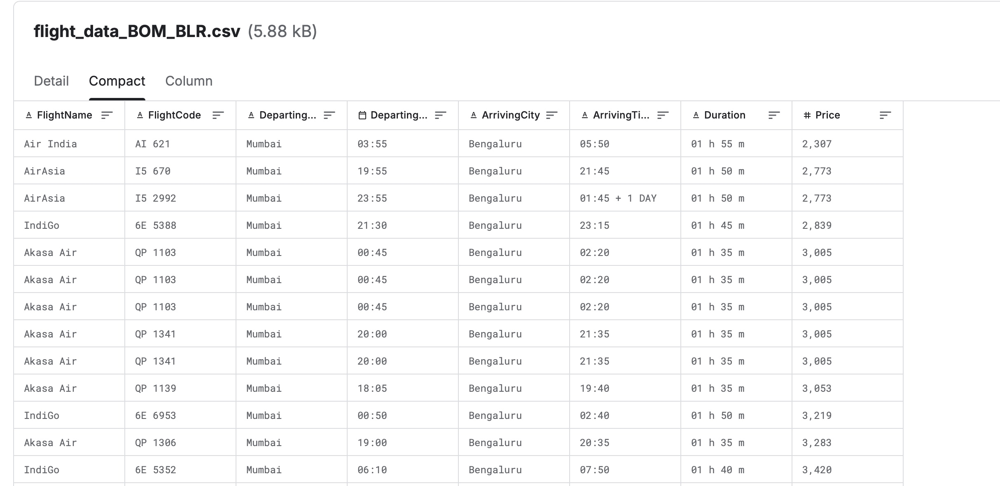 flight_data_BOM_BLR.csv (5.88 kB)
Detail Compact Column
FlightName FlightCode Departing... Departing... ArrivingCity ArrivingTi... Duration # Price
Air India AI 621 Mumbai 03:55 Bengaluru 05:50 01 h 55 m 2,307
AirAsia I5 670 Mumbai 19:55 Bengaluru 21:45 01 h 50 m 2,773
AirAsia I5 2992 Mumbai 23:55 Bengaluru 01:45 + 1 DAY 01 h 50 m 2,773
IndiGo 6E 5388 Mumbai 21:30 Bengaluru 23:15 01 h 45 m 2,839
Akasa Air QP 1103 Mumbai 00:45 Bengaluru 02:20 01 h 35 m 3,005
Akasa Air QP 1103 Mumbai 00:45 Bengaluru 02:20 01 h 35 m 3,005
Akasa Air QP 1103 Mumbai 00:45 Bengaluru 02:20 01 h 35 m 3,005
Akasa Air QP 1341 Mumbai 20:00 Bengaluru 21:35 01 h 35 m 3,005
Akasa Air QP 1341 Mumbai 20:00 Bengaluru 21:35 01 h 35 m 3,005
Akasa Air QP 1139 Mumbai 18:05 Bengaluru 19:40 01 h 35 m 3,053
IndiGo 6E 6953 Mumbai 00:50 Bengaluru 02:40 01 h 50 m 3,219
Akasa Air QP 1306 Mumbai 19:00 Bengaluru 20:35 01 h 35 m 3,283
IndiGo 6E 5352 Mumbai 06:10 Bengaluru 07:50 01 h 40 m 3,420